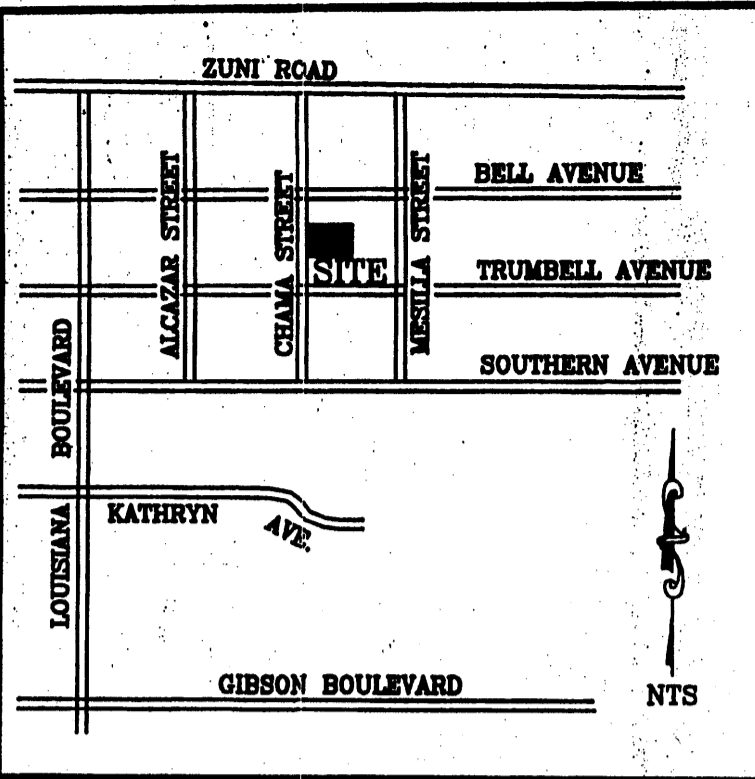 ZUNI ROAD
BELL AVENUE
ALCAZAR STREET
CHAMA STREET
MESILLA STREET
SITE
TRUMBELL AVENUE
SOUTHERN AVENUE
LOUISIANA BOULEVARD
KATHRYN AVE.
GIBSON BOULEVARD
NTS